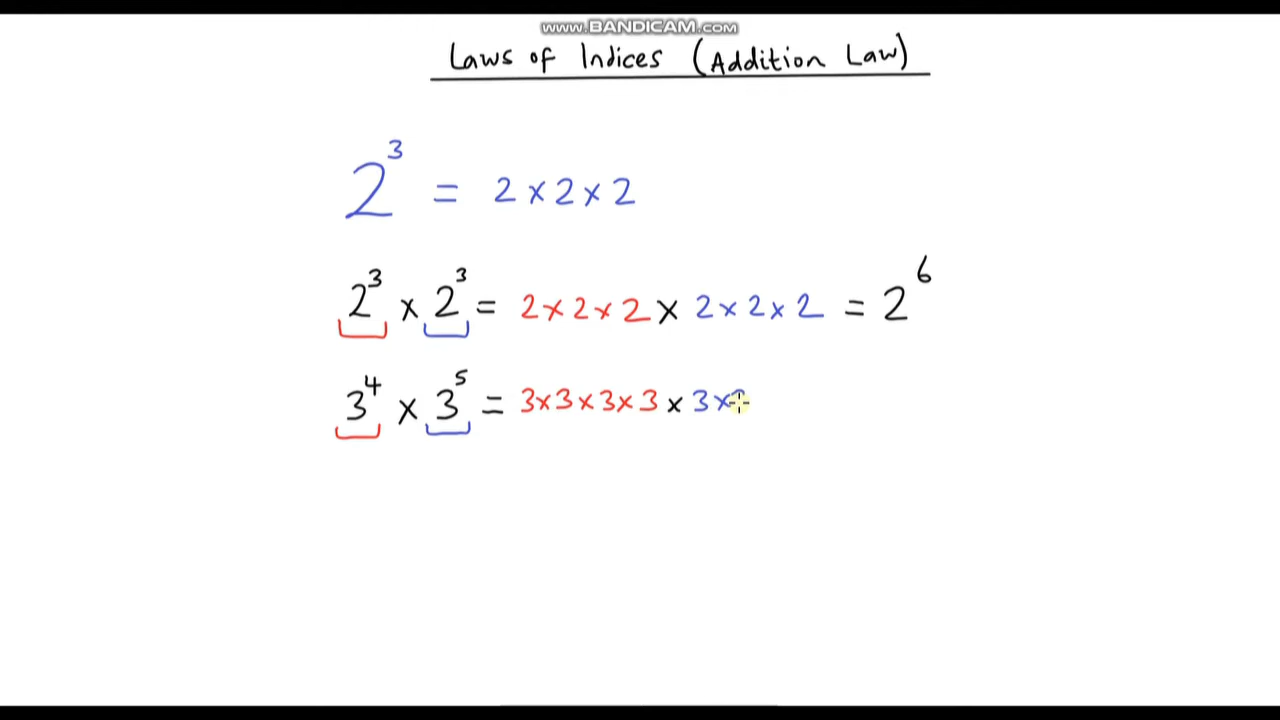 www.BANDICAM.com
Laws of Indices (Addition Law)
2³ = 2 × 2 × 2
2³ × 2³ = 2 × 2 × 2 × 2 × 2 × 2 = 2⁶
3⁴ × 3⁵ = 3 × 3 × 3 × 3 × 3 ×